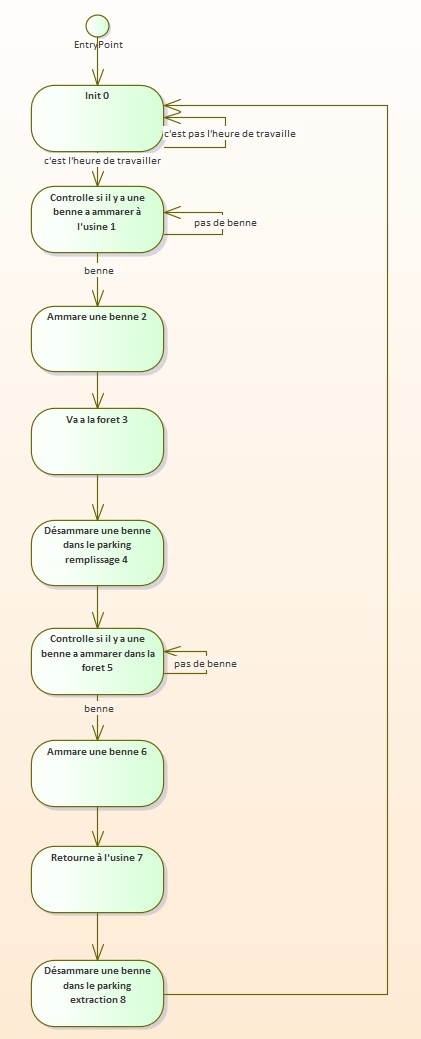 EntryPoint
Init 0
c'est pas l'heure de travaille
c'est l'heure de travailler
Controlle si il y a une
benne a ammarer à
l'usine 1
pas de benne
benne
Ammare une benne 2
Va a la foret 3
Désammare une benne
dans le parking
remplissage 4
Controlle si il y a une
benne a ammarer dans la
foret 5
pas de benne
benne
Ammare une benne 6
Retourne à l'usine 7
Désammare une benne
dans le parking
extraction 8